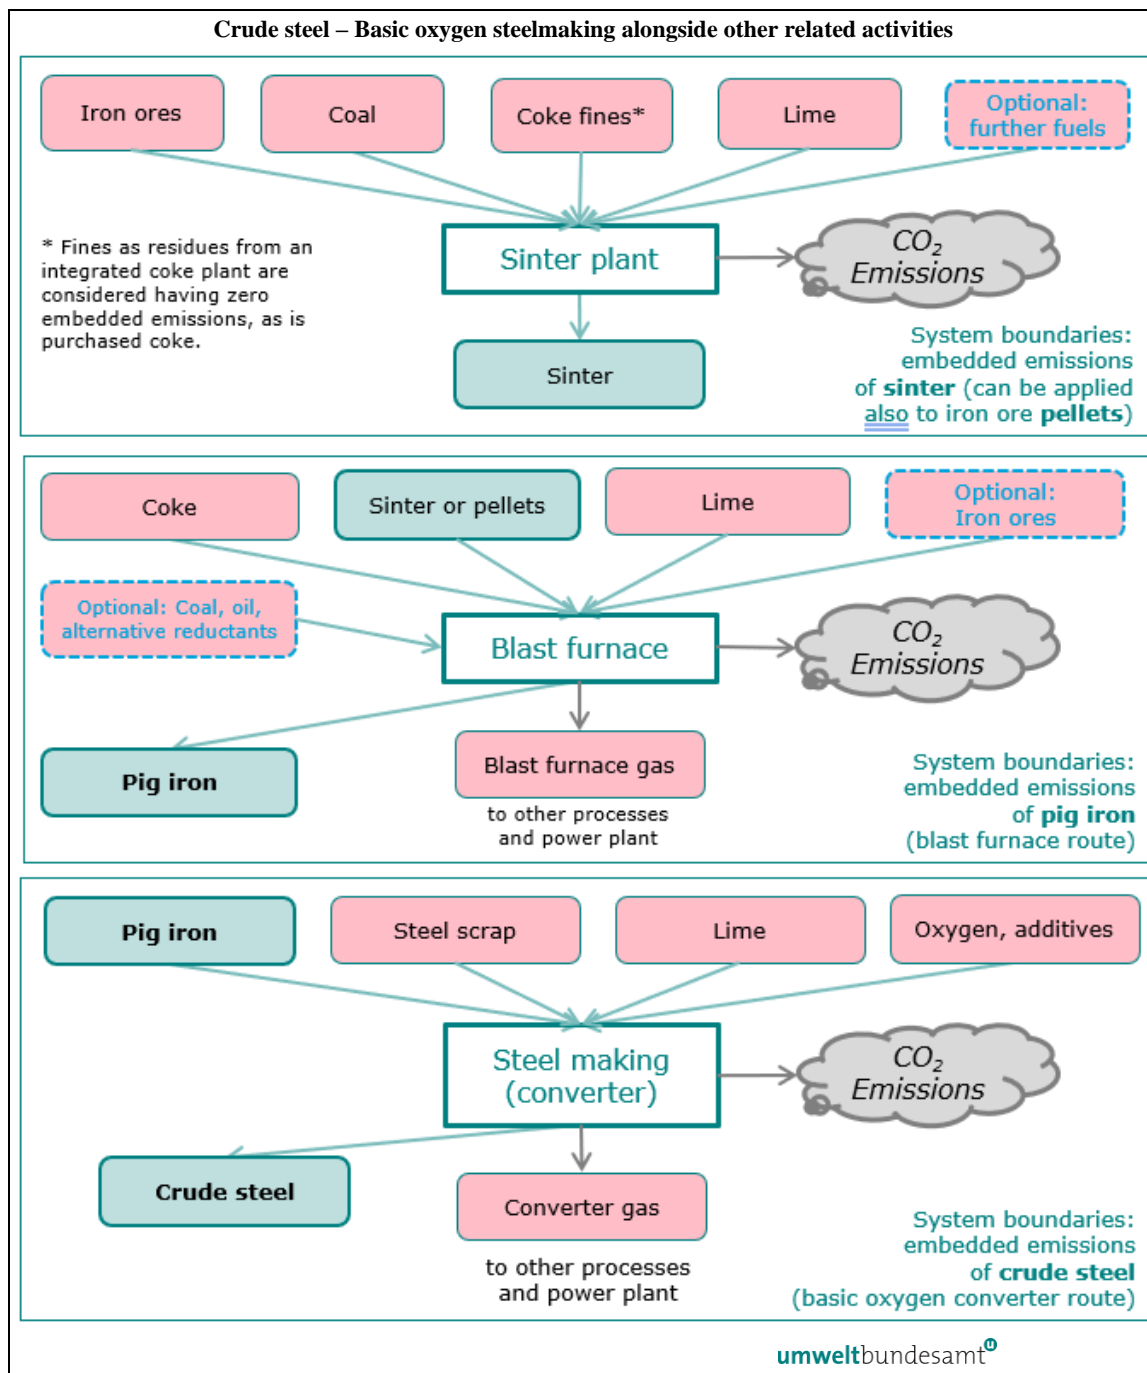 Crude steel – Basic oxygen steelmaking alongside other related activities
Iron ores
Coal
Coke fines*
Lime
Optional:
further fuels
* Fines as residues from an
integrated coke plant are
considered having zero
embedded emissions, as is
purchased coke.
Sinter plant
CO2
Emissions
Sinter
System boundaries:
embedded emissions
of sinter (can be applied
also to iron ore pellets)
Coke
Sinter or pellets
Lime
Optional:
Iron ores
Optional: Coal, oil,
alternative reductants
Blast furnace
CO2
Emissions
Pig iron
Blast furnace gas
to other processes
and power plant
System boundaries:
embedded emissions
of pig iron
(blast furnace route)
Pig iron
Steel scrap
Lime
Oxygen, additives
Steel making
(converter)
CO2
Emissions
Crude steel
Converter gas
to other processes
and power plant
System boundaries:
embedded emissions
of crude steel
(basic oxygen converter route)
umweltbundesamt u